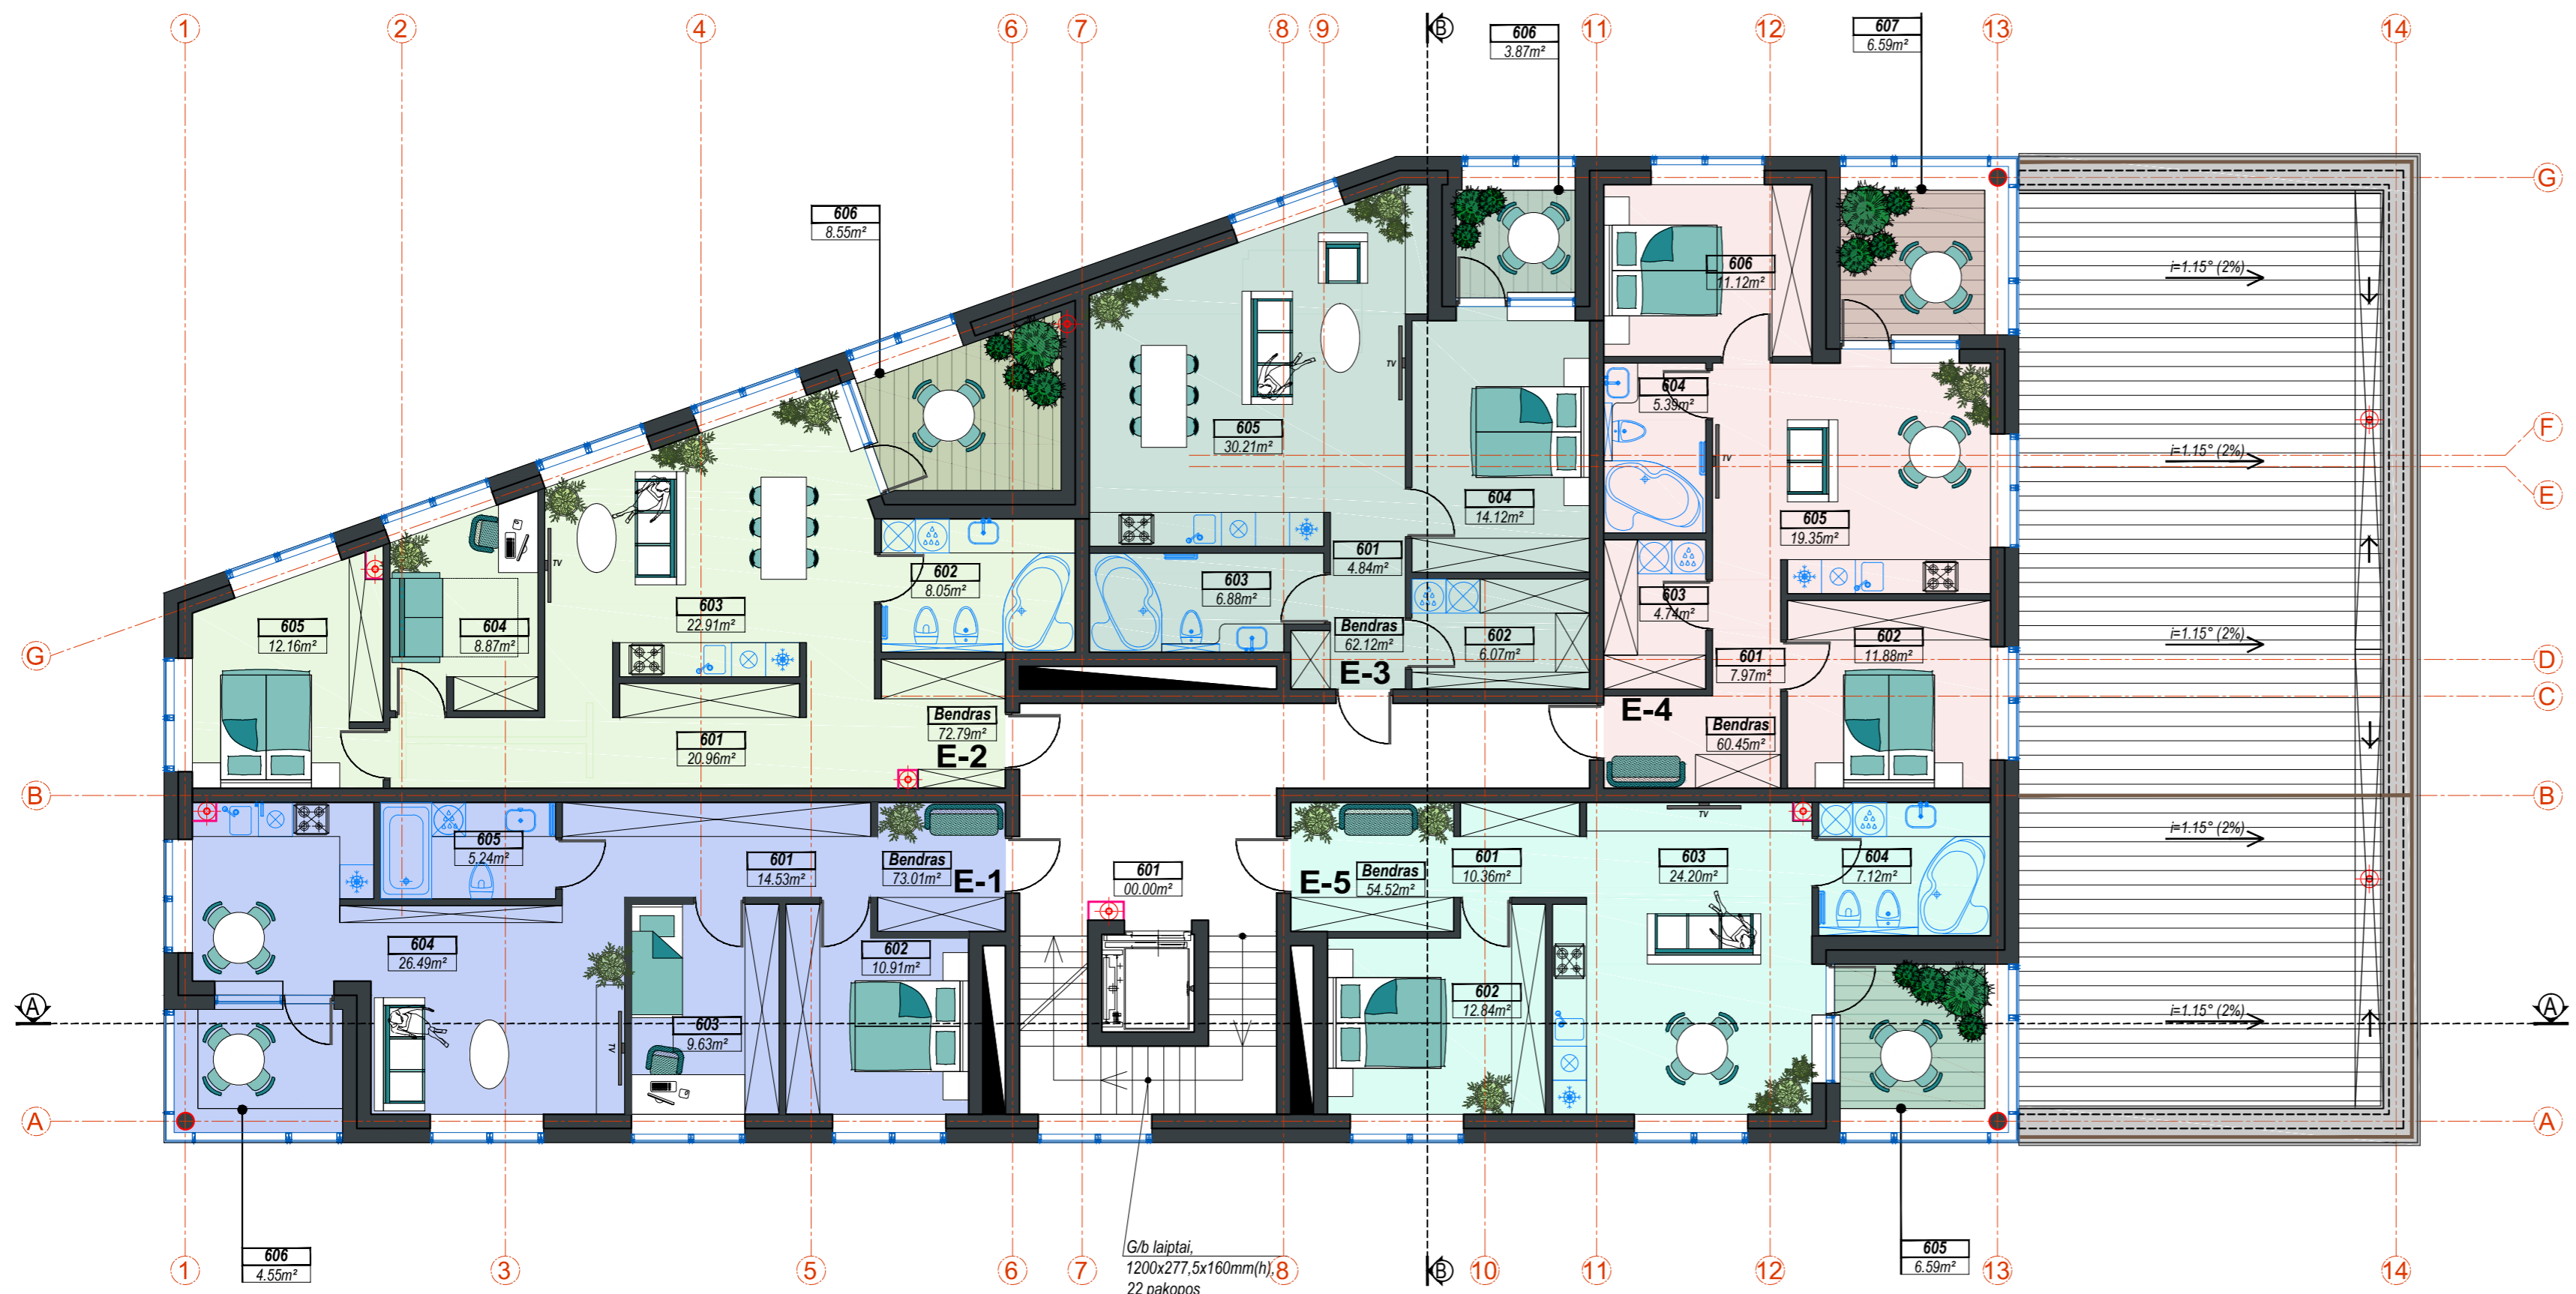 1
2
4
6
7
8
9
B
11
12
13
14
606
3.87m²
607
6.59m²
G
G
606
8.55m²
i=1.15° (2%)
606
11.12m²
604
5.39m²
TV
TV
F
605
30.21m²
i=1.15° (2%)
E
604
14.12m²
605
19.35m²
TV
601
4.84m²
602
8.05m²
603
6.88m²
603
4.74m²
603
22.91m²
605
12.16m²
604
8.87m²
Bendras
62.12m²
602
6.07m²
602
11.88m²
i=1.15° (2%)
601
7.97m²
D
E-3
C
Bendras
72.79m²
E-4
Bendras
60.45m²
601
20.96m²
E-2
B
B
TV
605
5.24m²
601
14.53m²
Bendras
73.01m²
E-1
601
00.00m²
E-5
Bendras
54.52m²
601
10.36m²
603
24.20m²
604
7.12m²
i=1.15° (2%)
604
26.49m²
602
10.91m²
602
12.84m²
603
9.63m²
TV
i=1.15° (2%)
A
A
A
A
G/b laiptai,
1200x277,5x160mm(h),
22 pakopos
606
4.55m²
605
6.59m²
1
3
5
6
7
8
B
10
11
12
13
14